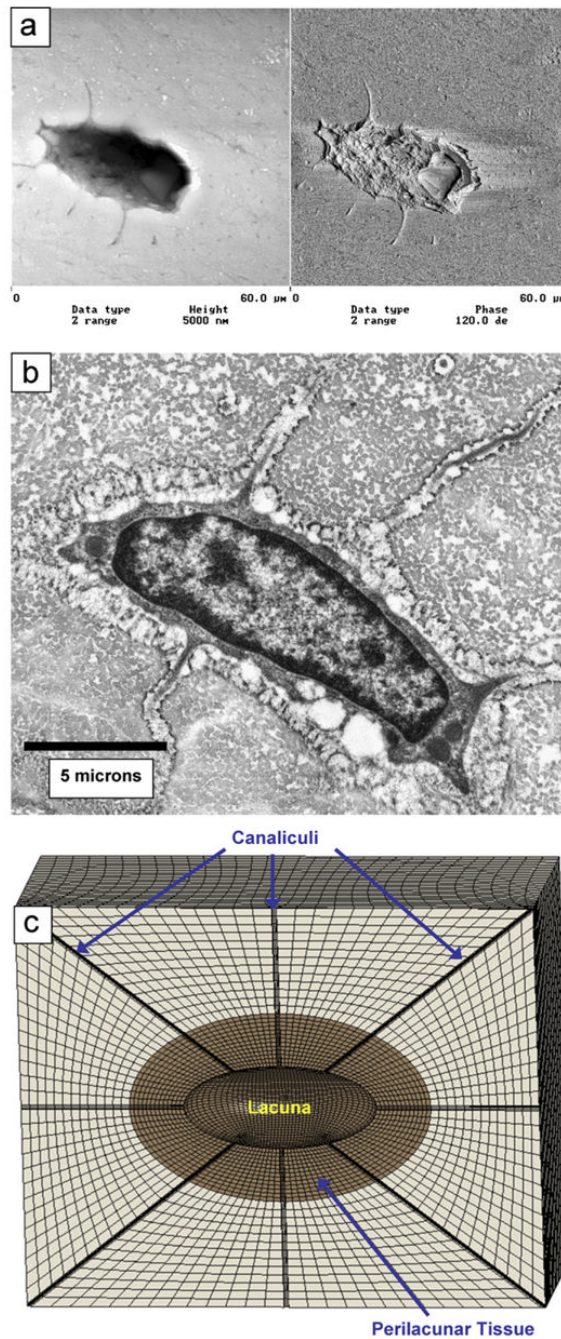 a
0 60.0 µm 0 60.0 µm
Data type Height Data type Phase
Z range 5000 nm Z range 120.0 de
b
5 microns
Canaliculi
c
Lacuna
Perilacunar Tissue